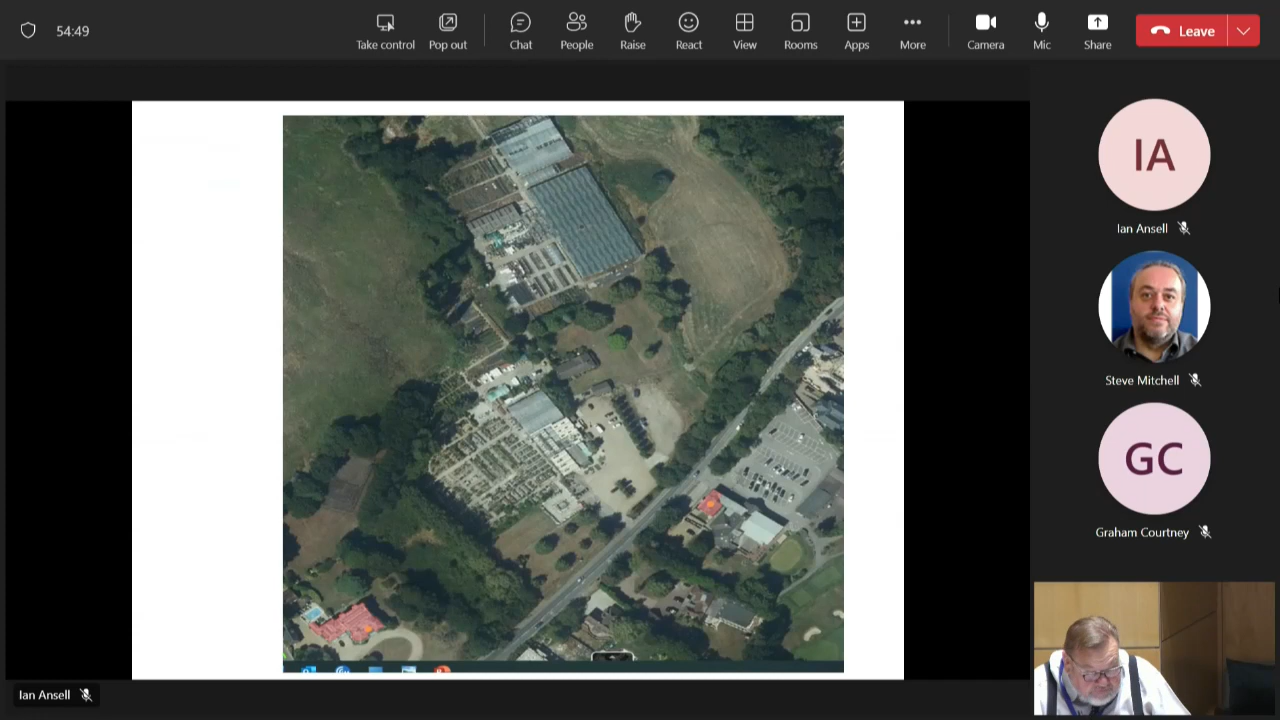 54:49
Take control
Pop out
Chat
People
Raise
React
View
Rooms
Apps
More
Camera
Mic
Share
Leave
IA
Ian Ansell
Steve Mitchell
GC
Graham Courtney
Ian Ansell